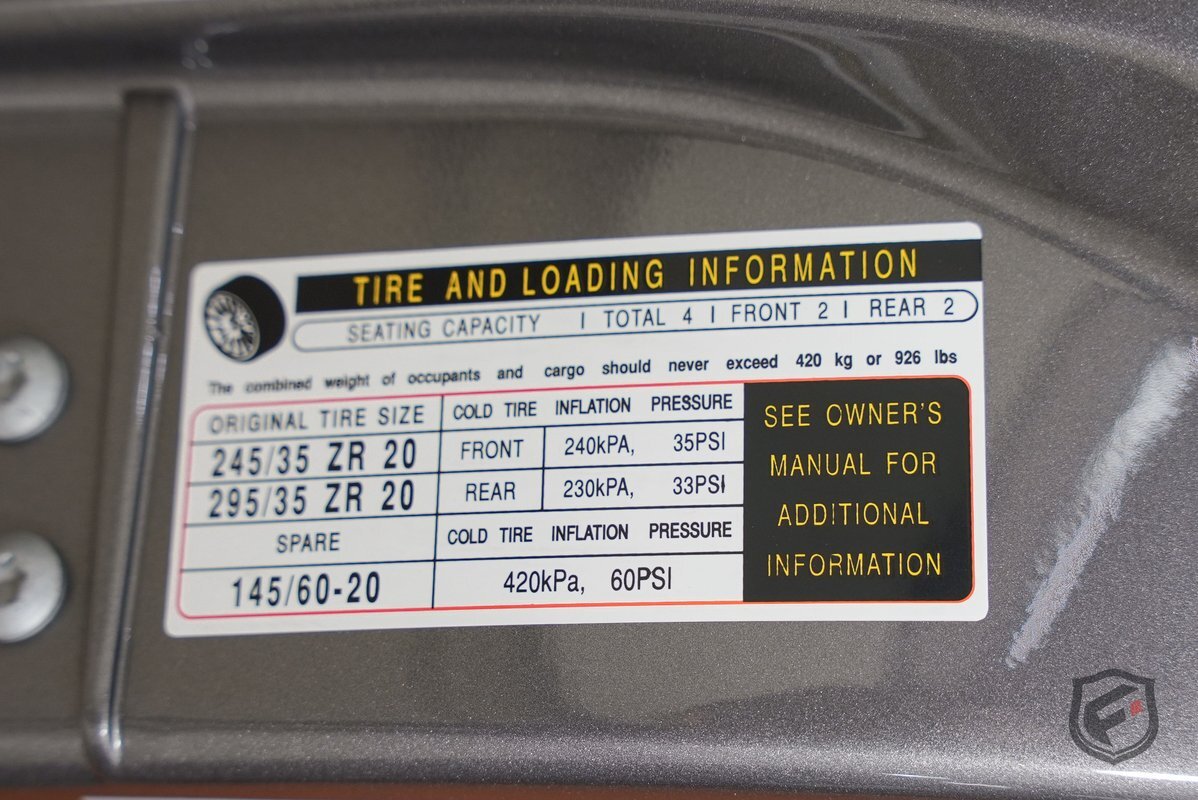 TIRE AND LOADING INFORMATION
SEATING CAPACITY | TOTAL 4 | FRONT 2 | REAR 2
The combined weight of occupants and cargo should never exceed 420 kg or 926 lbs
ORIGINAL TIRE SIZE COLD TIRE INFLATION PRESSURE
245/35 ZR 20 FRONT 240kPA, 35PSI
295/35 ZR 20 REAR 230kPA, 33PSI
SPARE COLD TIRE INFLATION PRESSURE
145/60-20 420kPa, 60PSI
SEE OWNER'S
MANUAL FOR
ADDITIONAL
INFORMATION